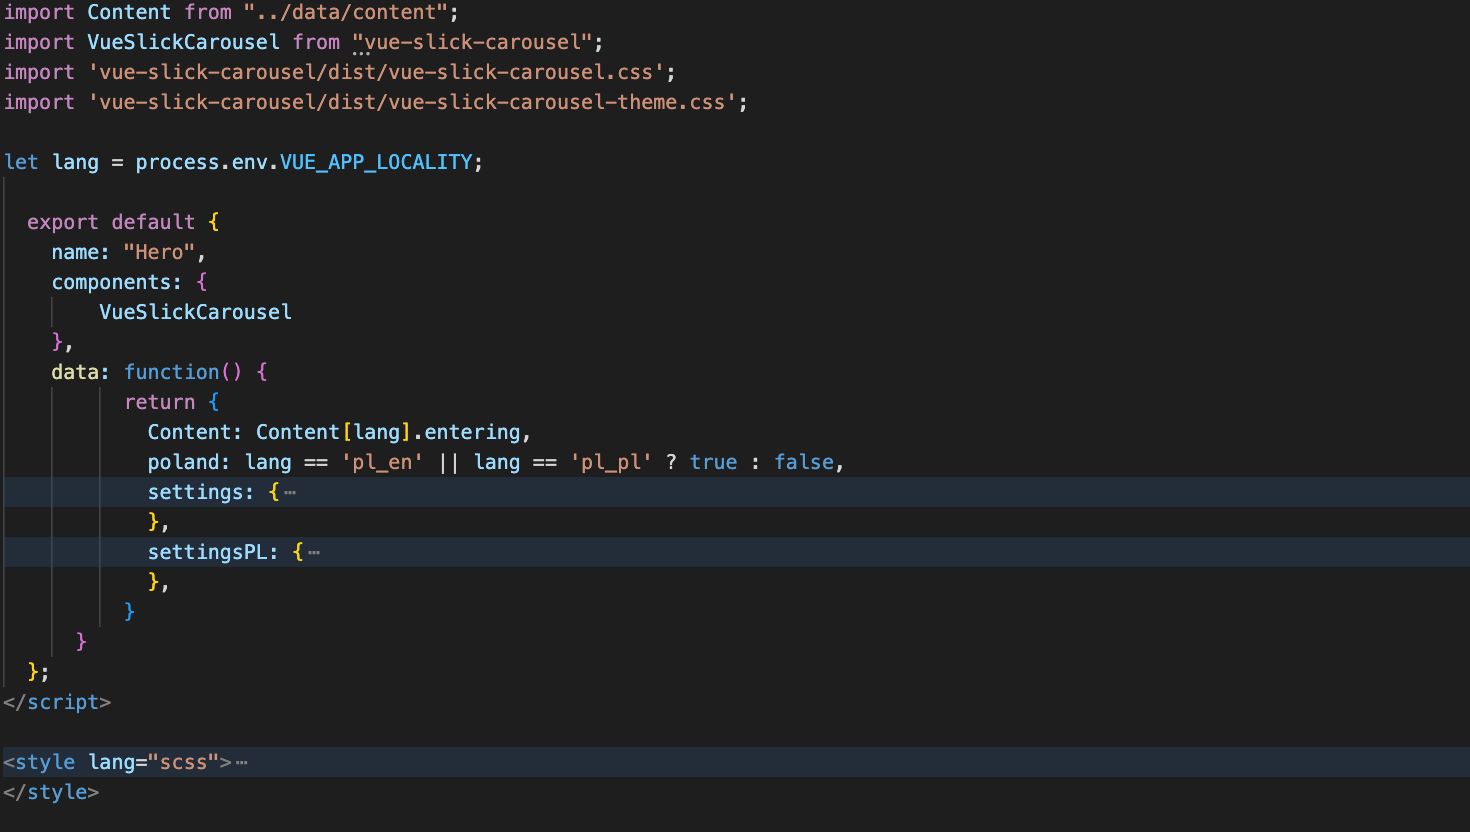 import Content from "../data/content";
import VueSlickCarousel from "vue-slick-carousel";
import 'vue-slick-carousel/dist/vue-slick-carousel.css';
import 'vue-slick-carousel/dist/vue-slick-carousel-theme.css';
let lang = process.env.VUE_APP_LOCALITY;
export default {
name: "Hero",
components: {
VueSlickCarousel
},
data: function() {
return {
Content: Content[lang].entering,
poland: lang == 'pl_en' || lang == 'pl_pl' ? true : false,
settings: {⋯
},
settingsPL: {⋯
},
}
}
};
</script>
<style lang="scss">⋯
</style>